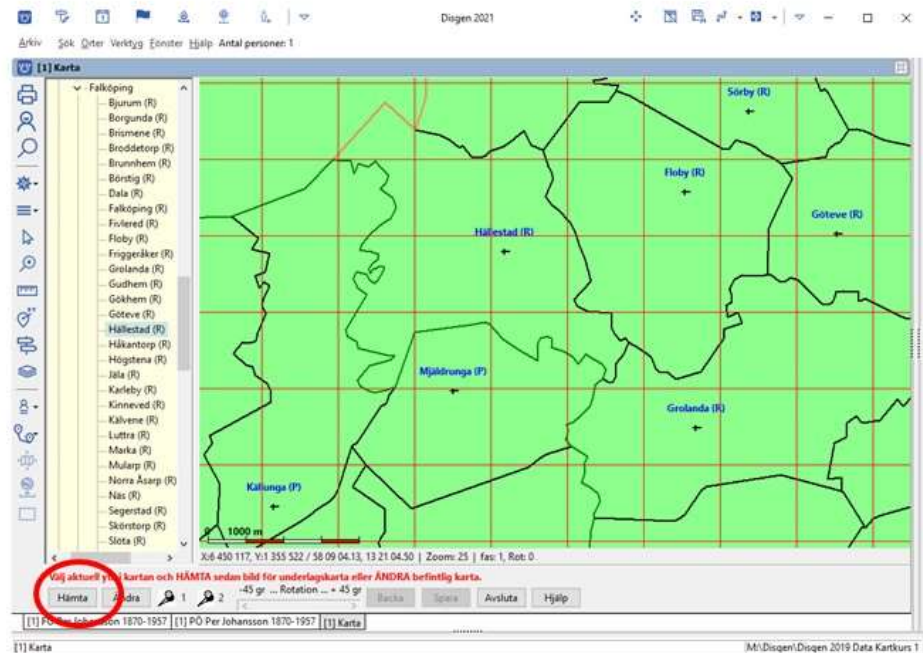 Disgen 2021
Arkiv Sök Orter Verktyg Fönster Hjälp Antal personer: 1
[1] Karta
Falköping
Bjurum (R)
Borgunda (R)
Brismene (R)
Broddetorp (R)
Brunnhem (R)
Börstig (R)
Dala (R)
Falköping (R)
Fivlered (R)
Floby (R)
Friggeråker (R)
Grolanda (R)
Gudhem (R)
Gökhem (R)
Göteve (R)
Hällestad (R)
Håkantorp (R)
Högstena (R)
Jäla (R)
Karleby (R)
Kinneved (R)
Kälvene (R)
Luttra (R)
Marka (R)
Mularp (R)
Norra Åsarp (R)
Näs (R)
Segerstad (R)
Skörstorp (R)
Slöta (R)
Sörby (R)
Floby (R)
Göteve (R)
Hällestad (R)
Mjäldrunga (P)
Grolanda (R)
Källunga (P)
0 1000 m
X:6 450 117, Y:1 355 522 / 58 09 04.13, 13 21 04.50 | Zoom: 25 | fas: 1, Rot: 0
Välj aktuell yta i kartan och HÄMTA sedan bild för underlagskarta eller ÄNDRA befintlig karta.
Hämta Ändra 1 2 -45 gr ... Rotation ... + 45 gr Backa Spara Avsluta Hjälp
[1] FÖ Per Johansson 1870-1957 [1] PÖ Per Johansson 1870-1957 [1] Karta
[1] Karta M:\Disgen\Disgen 2019 Data Kartkurs 1